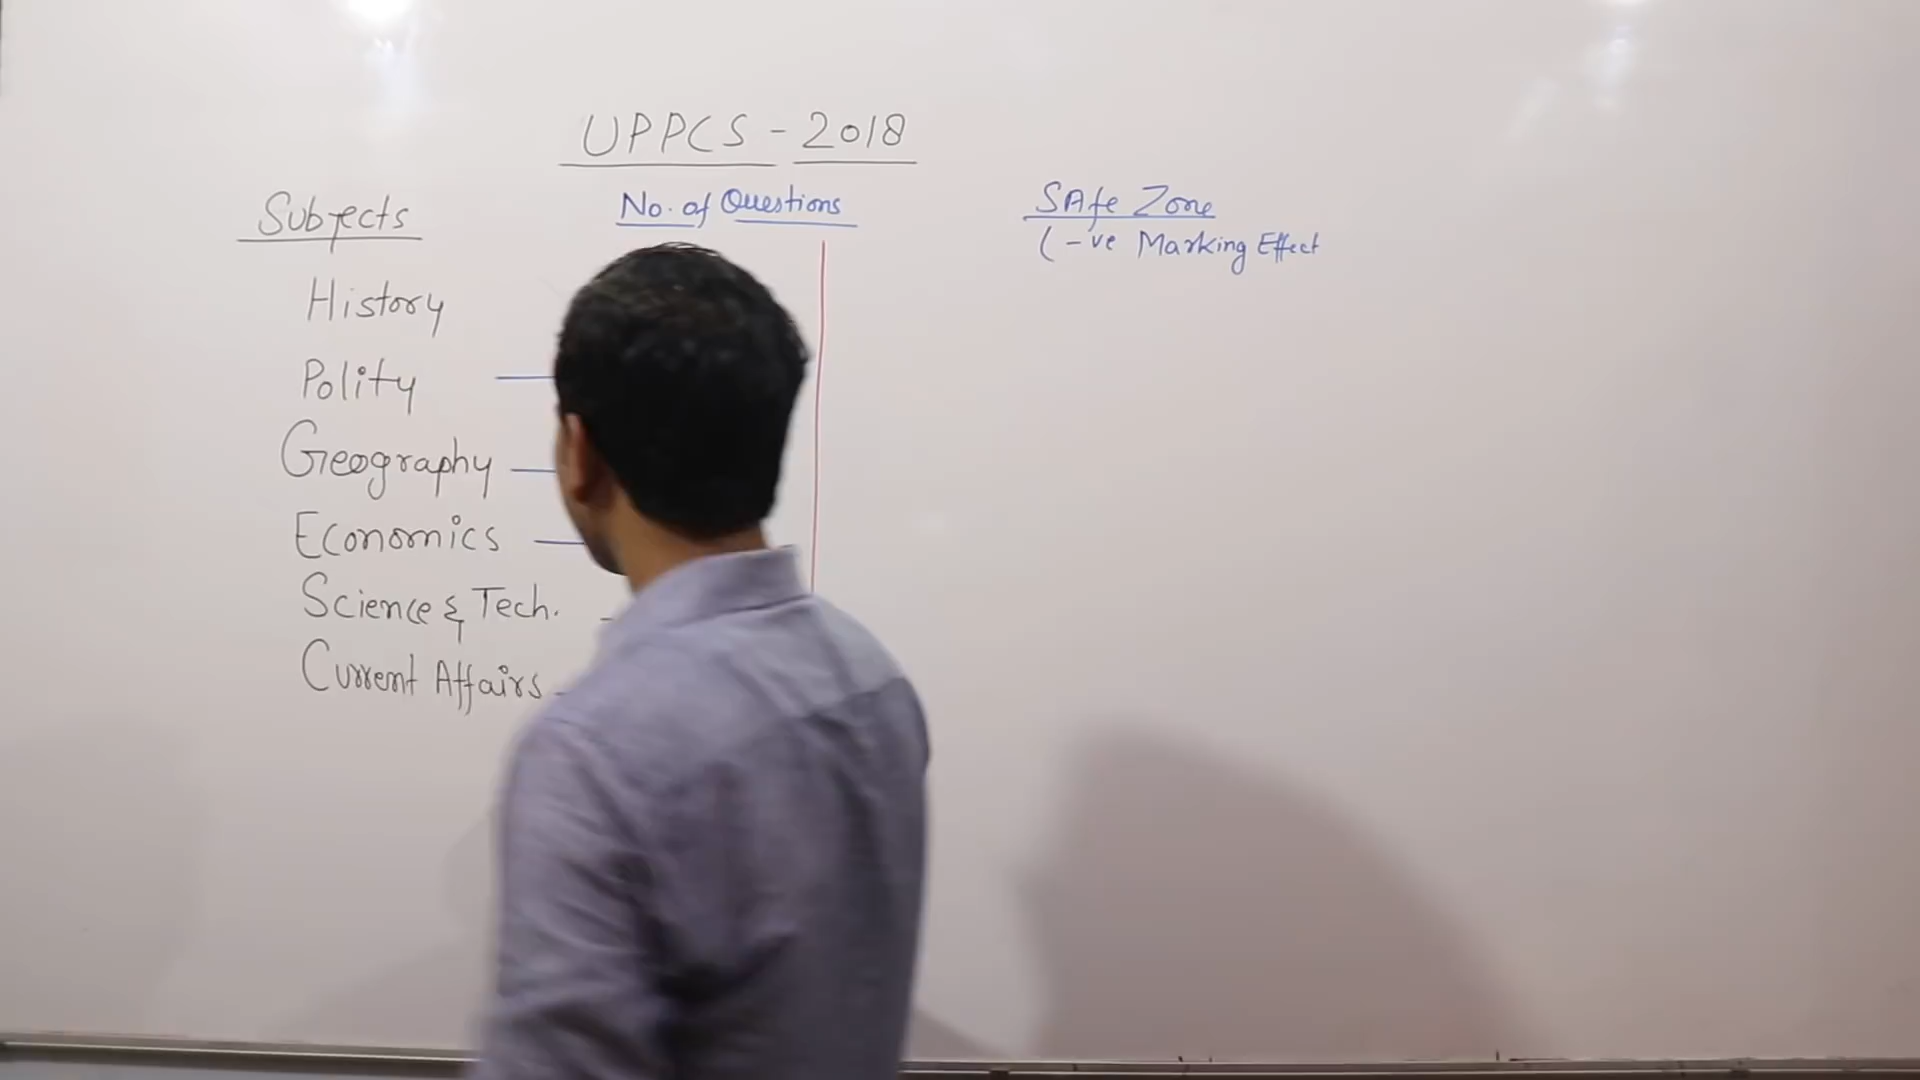 UPPCS - 2018
Subjects
No. of Questions
SAfe Zone
(-ve Marking Effect
History
Polity
Geography
Economics
Science & Tech.
Current Affairs